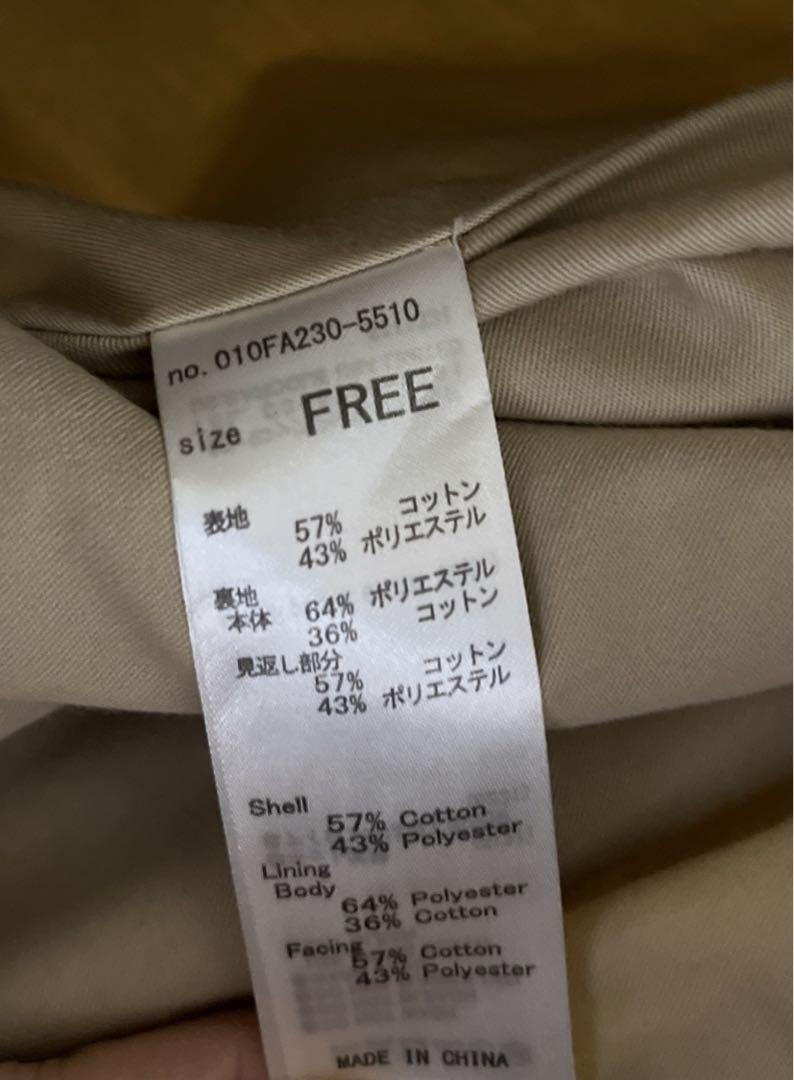 no. 010FA230-5510
size FREE
表地 57% コットン
43% ポリエステル
裏地
本体 64% ポリエステル
36% コットン
見返し部分
57% コットン
43% ポリエステル
Shell
57% Cotton
43% Polyester
Lining
Body
64% Polyester
36% Cotton
Facing
57% Cotton
43% Polyester
MADE IN CHINA